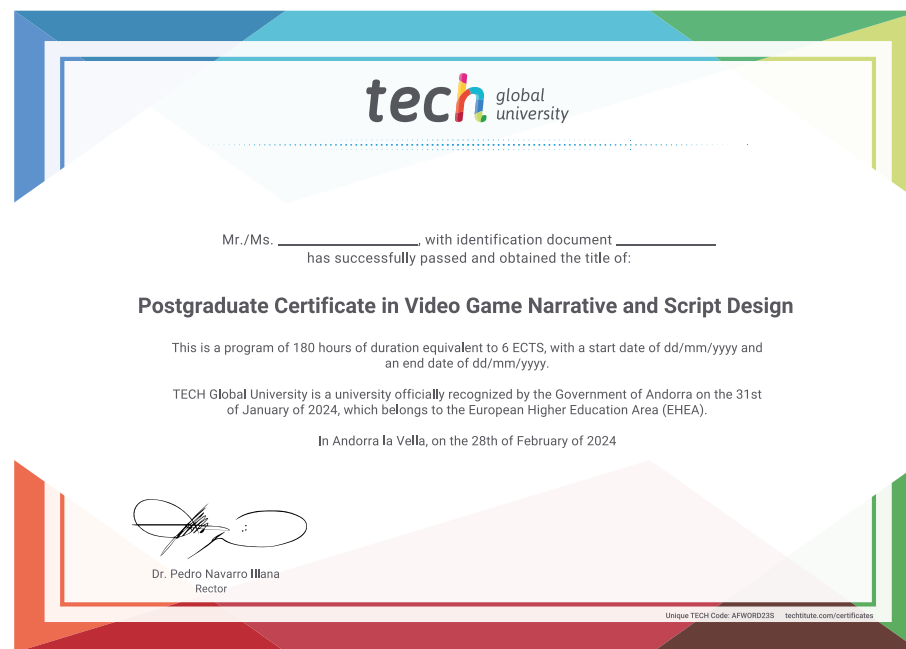 tech global
university
Mr./Ms. ____________, with identification document ____________
has successfully passed and obtained the title of:
Postgraduate Certificate in Video Game Narrative and Script Design
This is a program of 180 hours of duration equivalent to 6 ECTS, with a start date of dd/mm/yyyy and
an end date of dd/mm/yyyy.
TECH Global University is a university officially recognized by the Government of Andorra on the 31st
of January of 2024, which belongs to the European Higher Education Area (EHEA).
In Andorra la Vella, on the 28th of February of 2024
Dr. Pedro Navarro Illana
Rector
Unique TECH Code: AFWORD23S techtitute.com/certificates